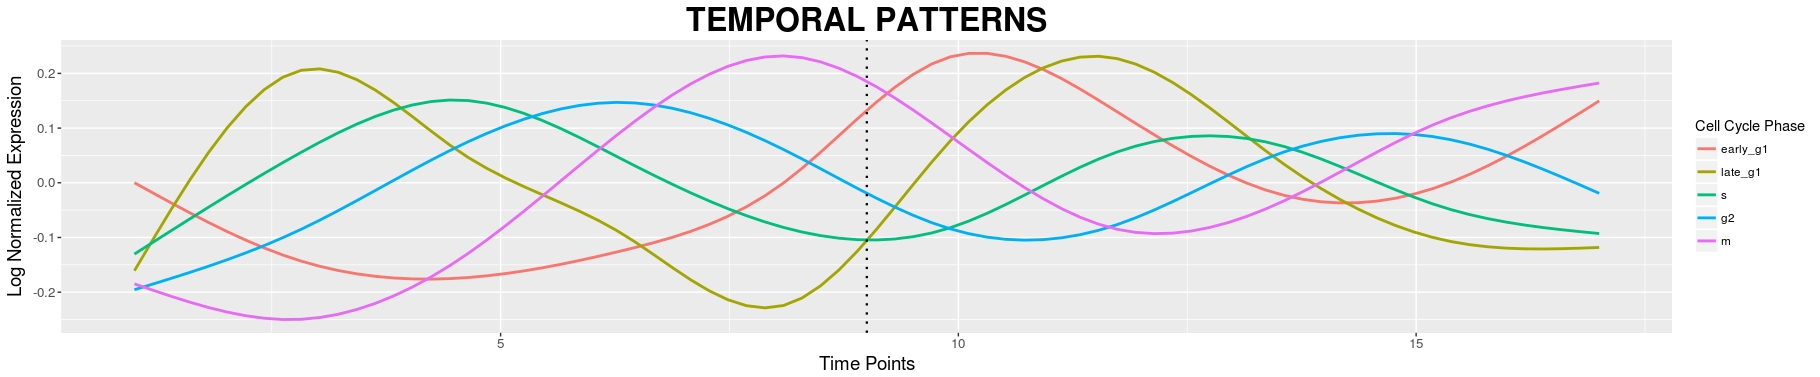 TEMPORAL PATTERNS
Log Normalized Expression
0.2
0.1
0.0
-0.1
-0.2
5 10 15
Time Points
Cell Cycle Phase
early_g1
late_g1
s
g2
m